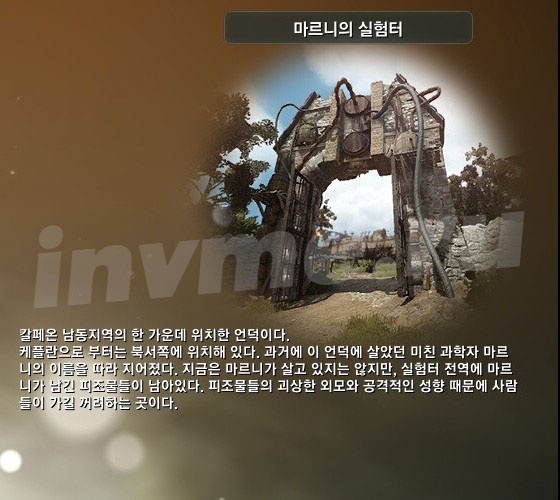 마르니의 실험터
칼페온 남동지역의 한 가운데 위치한 언덕이다.
케플란으로 부터는 북서쪽에 위치해 있다. 과거에 이 언덕에 살았던 미친 과학자 마르
니의 이름을 따라 지어졌다. 지금은 마르니가 살고 있지는 않지만, 실험터 전역에 마르
니가 남긴 피조물들이 남아있다. 피조물들의 괴상한 외모와 공격적인 성향 때문에 사람
들이 가길 꺼려하는 곳이다.